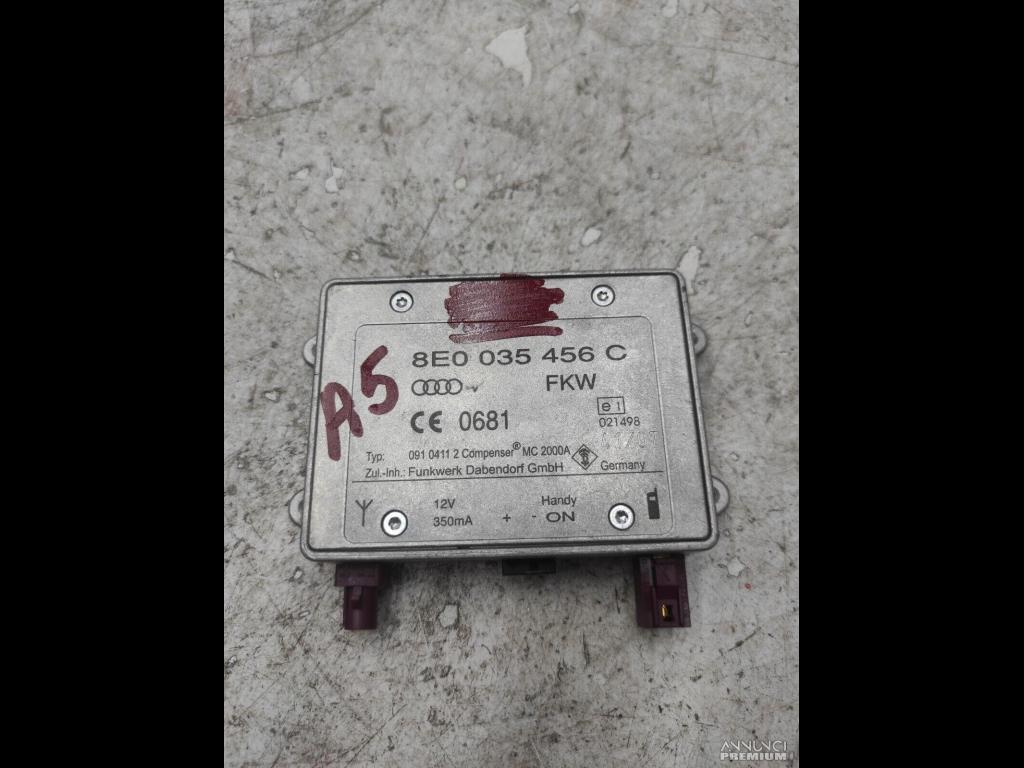 8E0 035 456 C
A5
FKW
CE 0681
e1
021498
Typ: 091 0411 2 Compenser® MC 2000A
Zul.-Inh.: Funkwerk Dabendorf GmbH Germany
12V Handy
350mA + - ON
ANNUNCI
PREMIUM